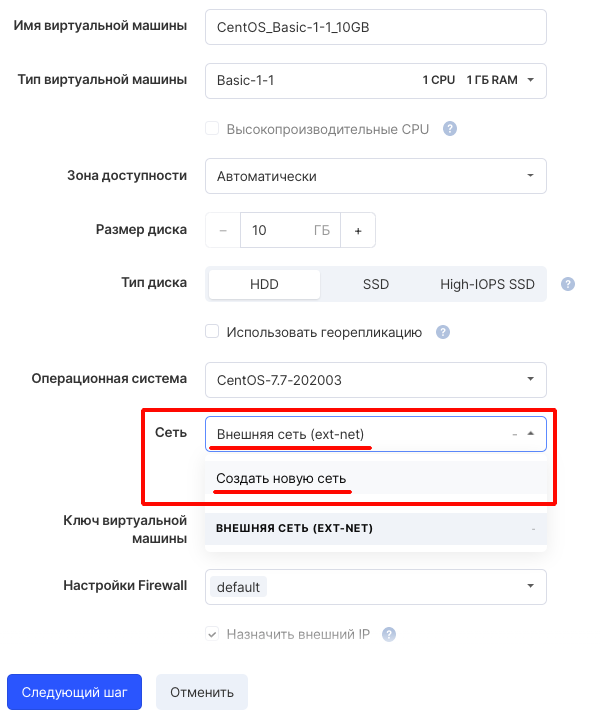 Имя виртуальной машины CentOS_Basic-1-1_10GB
Тип виртуальной машины Basic-1-1 1 CPU 1 ГБ RAM
Высокопроизводительные CPU ?
Зона доступности Автоматически
Размер диска − 10 ГБ +
Тип диска HDD SSD High-IOPS SSD ?
Использовать георепликацию ?
Операционная система CentOS-7.7-202003
Сеть Внешняя сеть (ext-net) -
Создать новую сеть
Ключ виртуальной
машины
ВНЕШНЯЯ СЕТЬ (EXT-NET) -
Настройки Firewall default
Назначить внешний IP ?
Следующий шаг Отменить